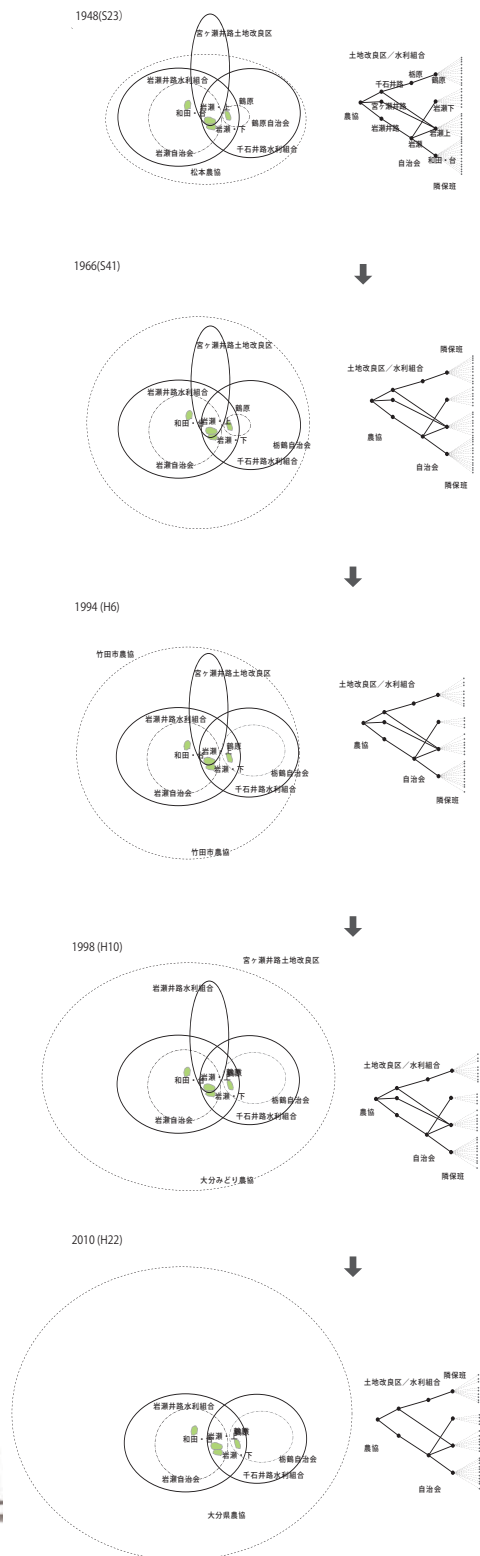 1948(S23)
宮ヶ瀬井路土地改良区
土地改良区／水利組合
岩瀬井路水利組合
鶴原
岩瀬・上
和田・台
鶴原自治会
岩瀬・下
岩瀬自治会
千石井路水利組合
松本農協
栃原
千石井路
鶴原
宮ヶ瀬井路
岩瀬下
農協
岩瀬井路
岩瀬上
岩瀬
自治会
和田・台
隣保班
1966(S41)
宮ヶ瀬井路土地改良区
岩瀬井路水利組合
鶴原
岩瀬・上
和田・台
岩瀬・下
栃鶴自治会
岩瀬自治会
千石井路水利組合
隣保班
土地改良区／水利組合
農協
自治会
隣保班
1994 (H6)
竹田市農協
宮ヶ瀬井路土地改良区
岩瀬井路水利組合
鶴原
岩瀬・上
和田・台
岩瀬・下
栃鶴自治会
岩瀬自治会
千石井路水利組合
竹田市農協
土地改良区／水利組合
農協
自治会
隣保班
1998 (H10)
宮ヶ瀬井路土地改良区
岩瀬井路水利組合
鶴原
岩瀬・上
和田・台
岩瀬・下
栃鶴自治会
岩瀬自治会
千石井路水利組合
大分みどり農協
土地改良区／水利組合
農協
自治会
隣保班
2010 (H22)
岩瀬井路水利組合
鶴原
岩瀬・上
和田・台
岩瀬・下
栃鶴自治会
岩瀬自治会
千石井路水利組合
大分県農協
隣保班
土地改良区／水利組合
農協
自治会